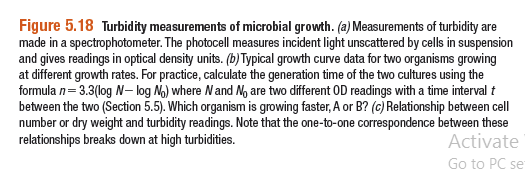 Figure 5.18 Turbidity measurements of microbial growth. (a) Measurements of turbidity are
made in a spectrophotometer. The photocell measures incident light unscattered by cells in suspension
and gives readings in optical density units. (b) Typical growth curve data for two organisms growing
at different growth rates. For practice, calculate the generation time of the two cultures using the
formula n = 3.3(log N – log N₀) where N and N₀ are two different OD readings with a time interval t
between the two (Section 5.5). Which organism is growing faster, A or B? (c) Relationship between cell
number or dry weight and turbidity readings. Note that the one-to-one correspondence between these
relationships breaks down at high turbidities.
Activate
Go to PC se